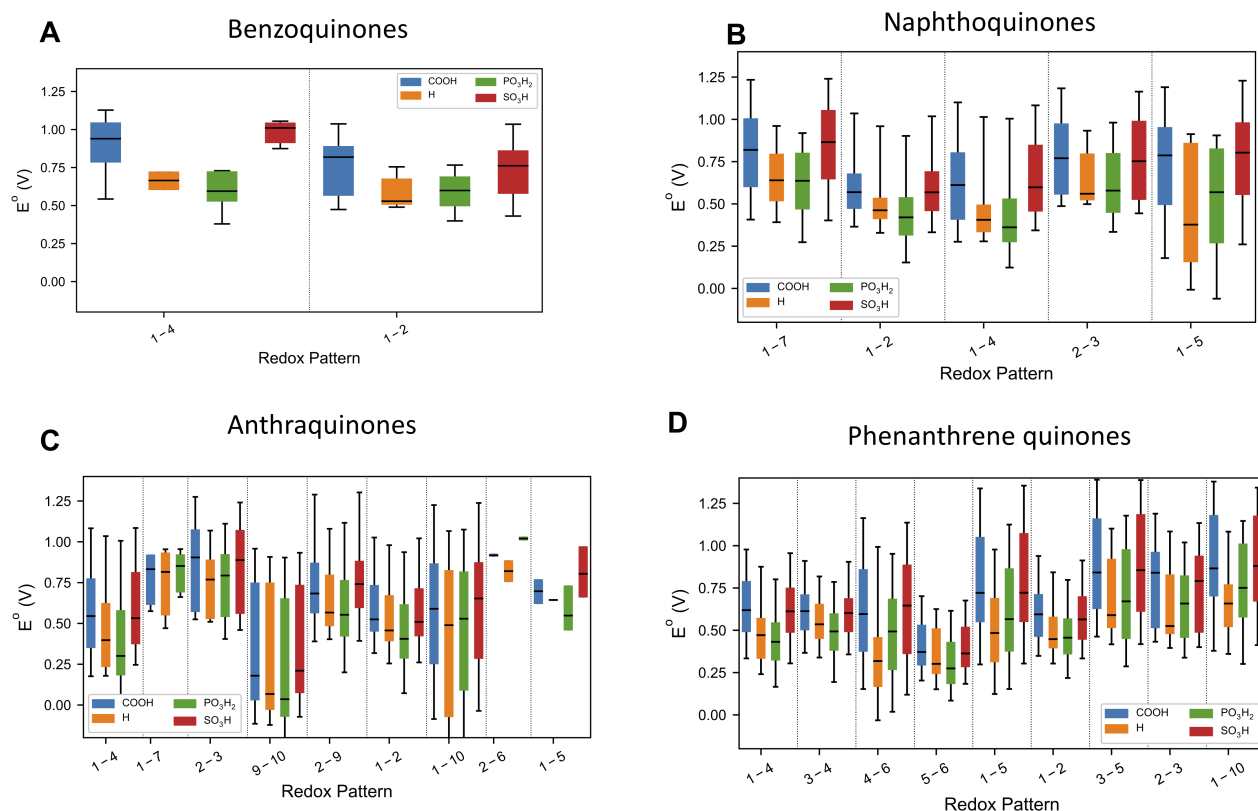 A
Benzoquinones
E° (V)
1.25
1.00
0.75
0.50
0.25
0.00
COOH
H
PO₃H₂
SO₃H
1−4
1−2
Redox Pattern
B
Naphthoquinones
E° (V)
1.25
1.00
0.75
0.50
0.25
0.00
COOH
H
PO₃H₂
SO₃H
1−7
1−2
1−4
2−3
1−5
Redox Pattern
C
Anthraquinones
E° (V)
1.25
1.00
0.75
0.50
0.25
0.00
COOH
H
PO₃H₂
SO₃H
1−4
1−7
2−3
9−10
2−9
1−2
1−10
2−6
1−5
Redox Pattern
D
Phenanthrene quinones
E° (V)
1.25
1.00
0.75
0.50
0.25
0.00
COOH
H
PO₃H₂
SO₃H
1−4
3−4
4−6
5−6
1−5
1−2
3−5
2−3
1−10
Redox Pattern